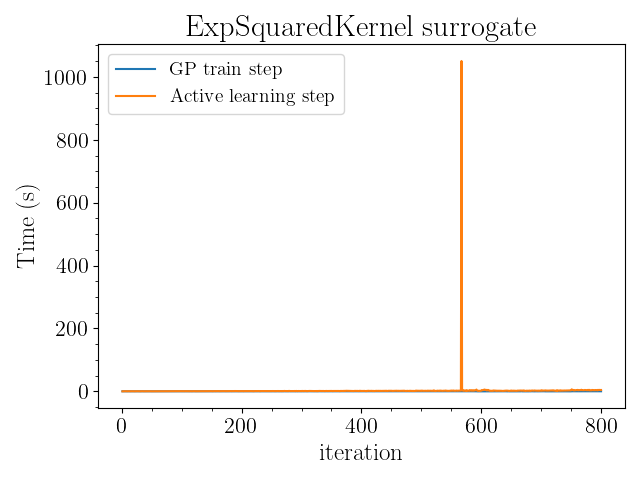 ExpSquaredKernel surrogate
GP train step
Active learning step
1000
800
600
400
200
0
Time (s)
0 200 400 600 800
iteration